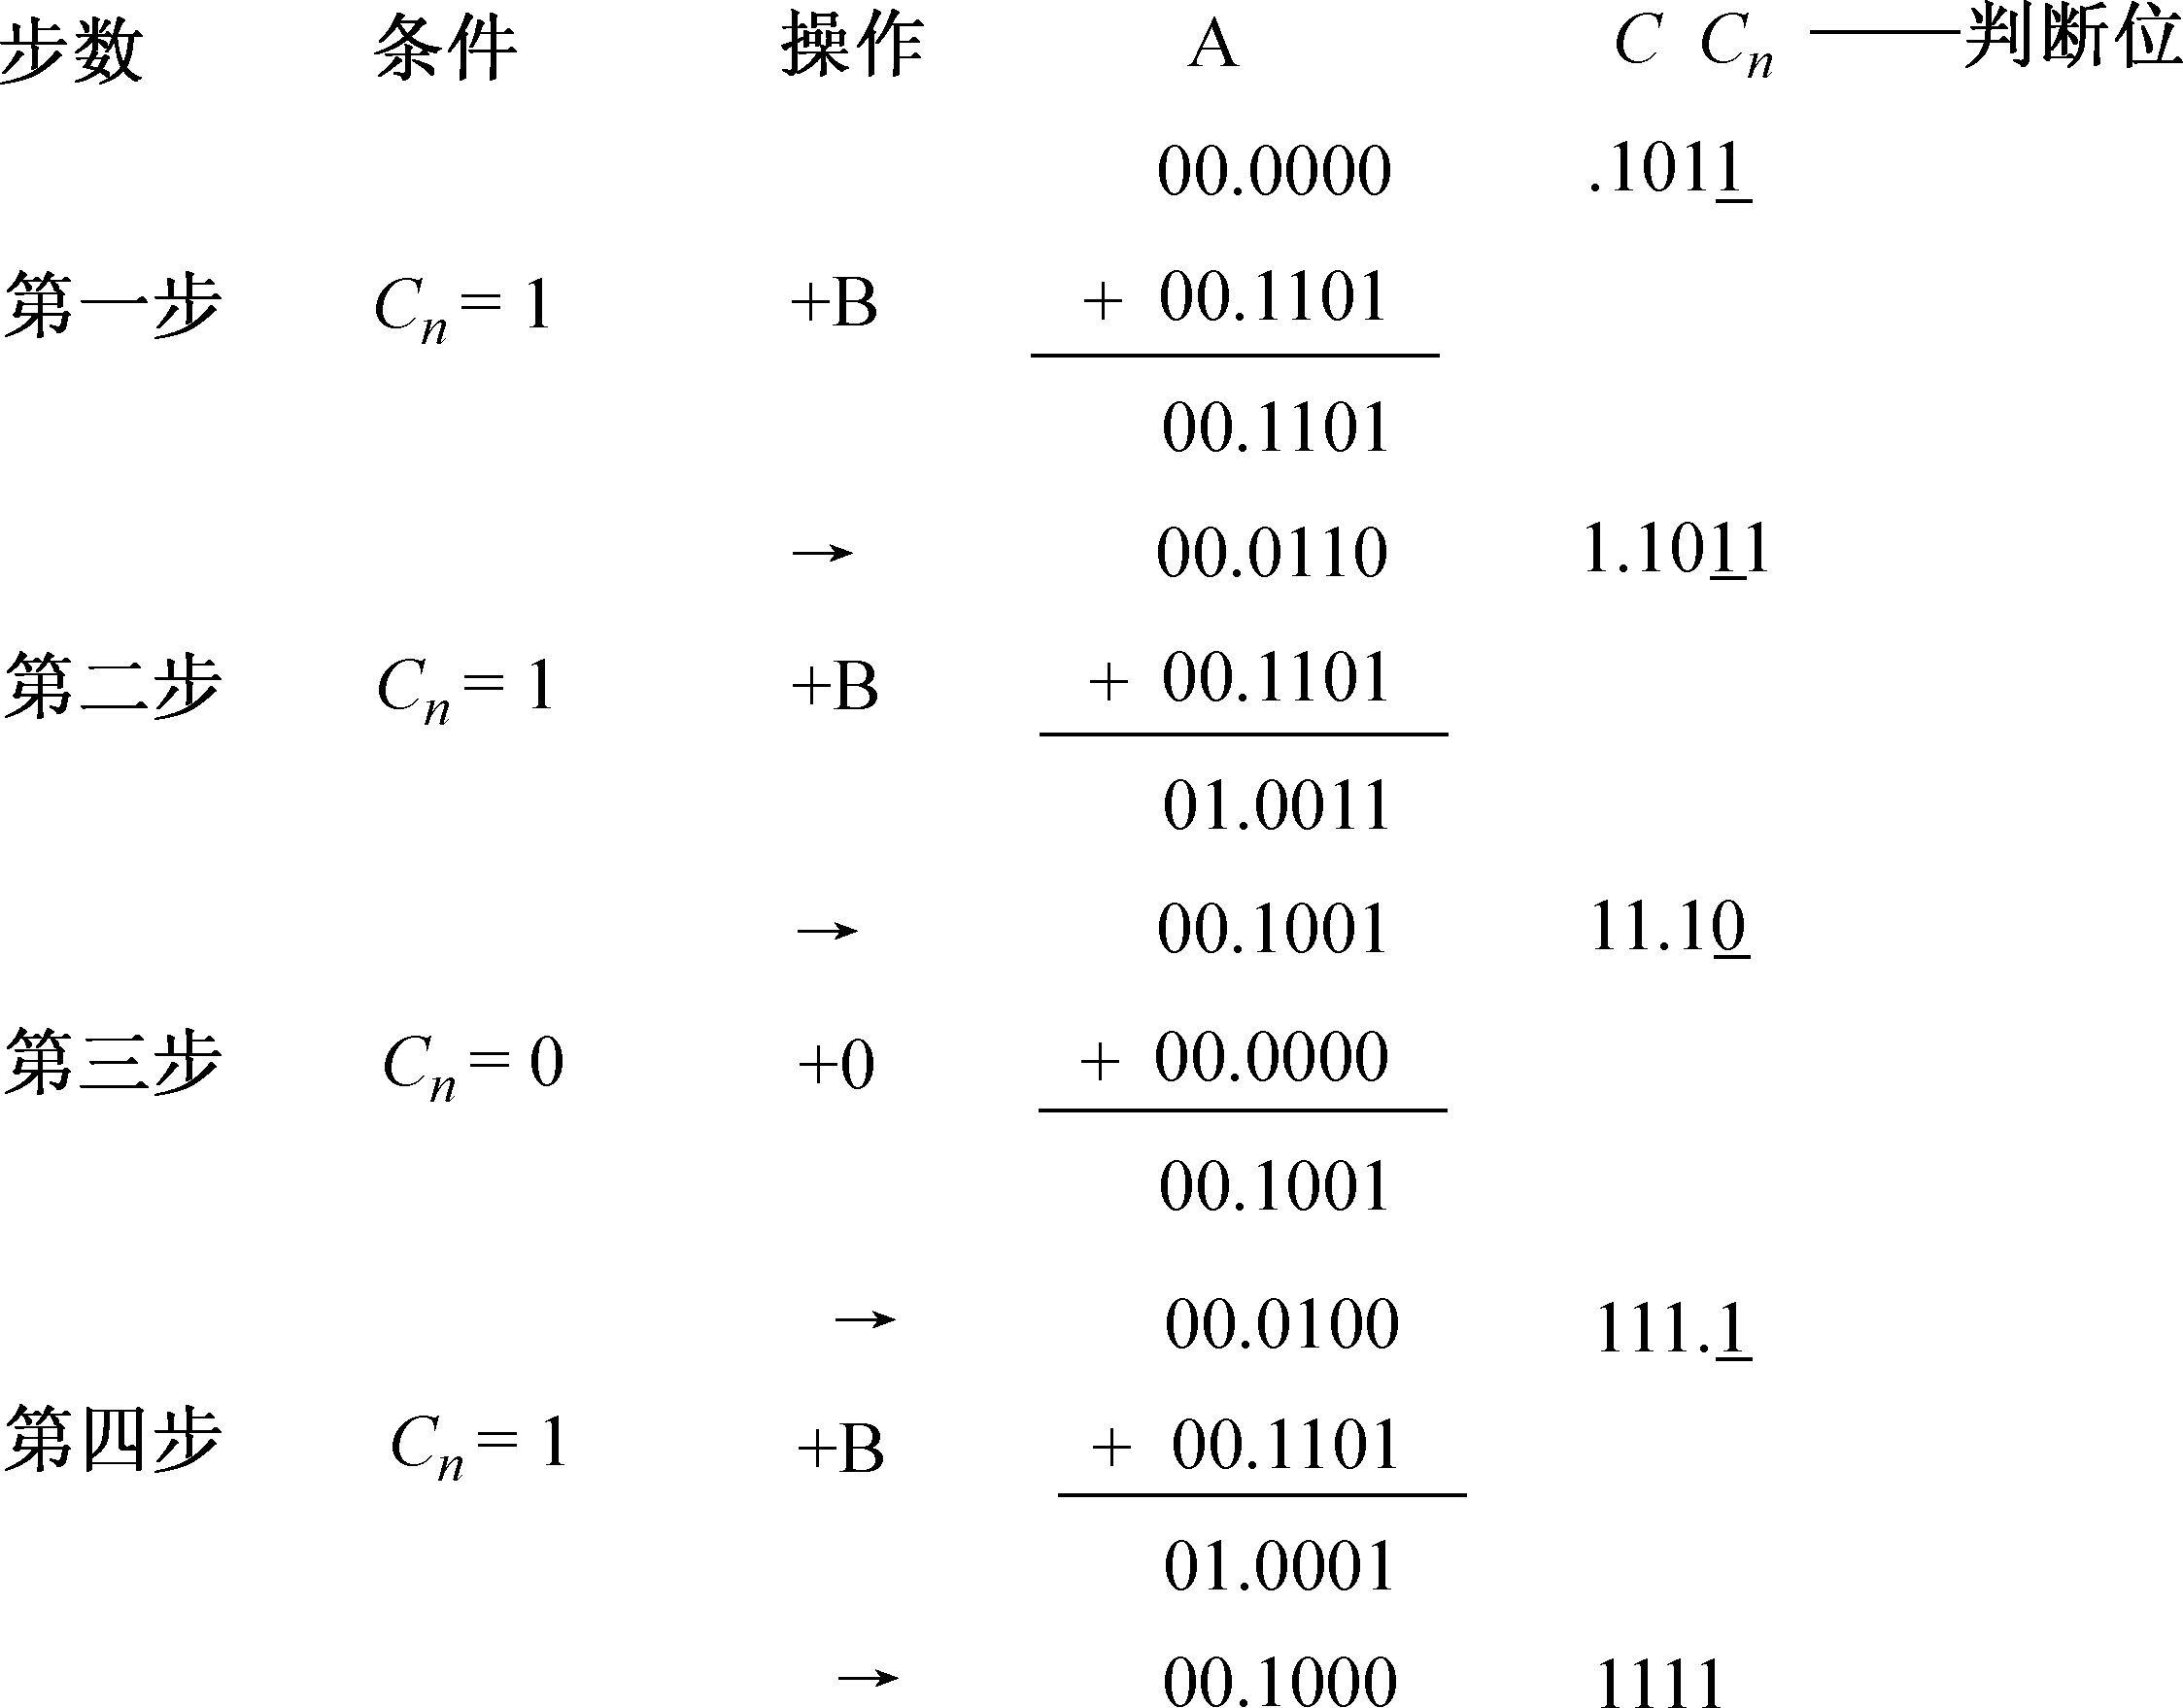 步数 条件 操作 A C Cn ——判断位
00.0000 .1011
第一步 Cn = 1 +B + 00.1101
00.1101
→ 00.0110 1.1011
第二步 Cn = 1 +B + 00.1101
01.0011
→ 00.1001 11.10
第三步 Cn = 0 +0 + 00.0000
00.1001
→ 00.0100 111.1
第四步 Cn = 1 +B + 00.1101
01.0001
→ 00.1000 1111